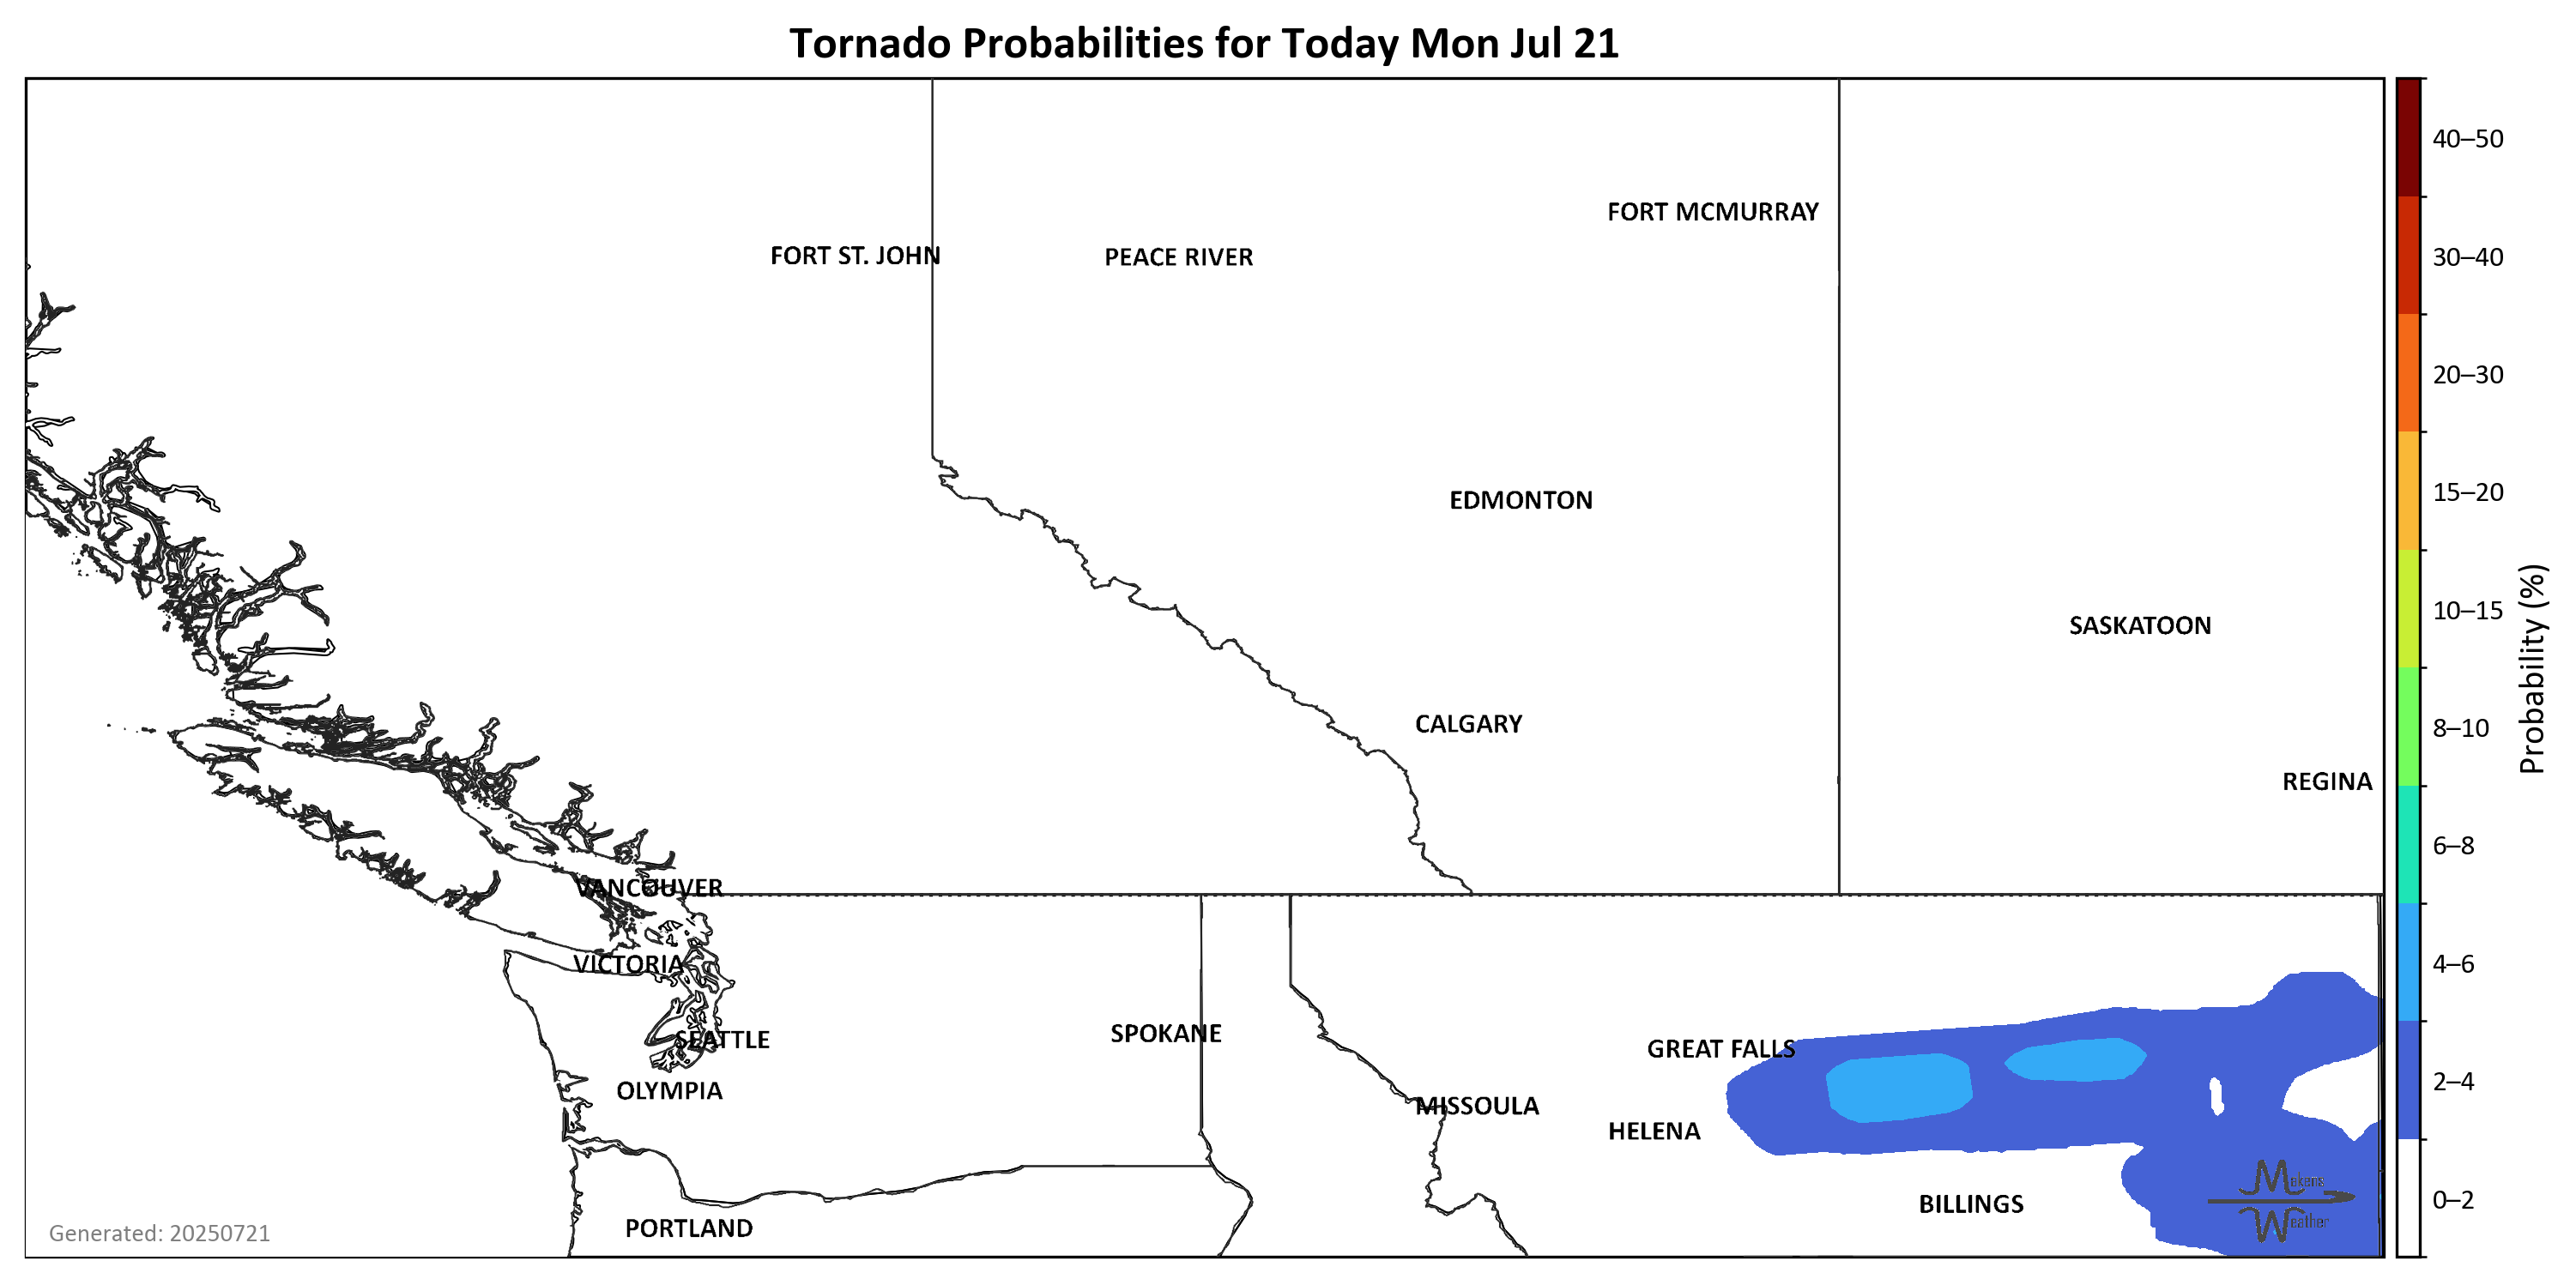 Tornado Probabilities for Today Mon Jul 21
40–50
FORT MCMURRAY
FORT ST. JOHN
PEACE RIVER
30–40
20–30
15–20
EDMONTON
10–15
SASKATOON
Probability (%)
CALGARY
8–10
REGINA
6–8
VANCOUVER
VICTORIA
4–6
SPOKANE
SEATTLE
GREAT FALLS
2–4
OLYMPIA
MISSOULA
HELENA
Mokens
Weather
0–2
BILLINGS
PORTLAND
Generated: 20250721